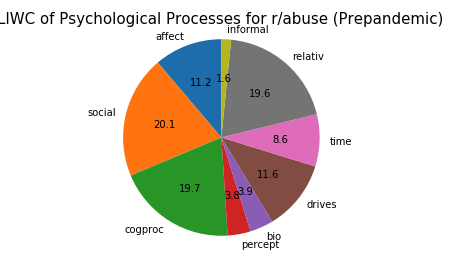 LIWC of Psychological Processes for r/abuse (Prepandemic)
informal
affect
relativ
1.6
11.2
19.6
social
20.1
8.6
time
11.6
19.7
3.8
3.9
drives
cogproc
bio
percept